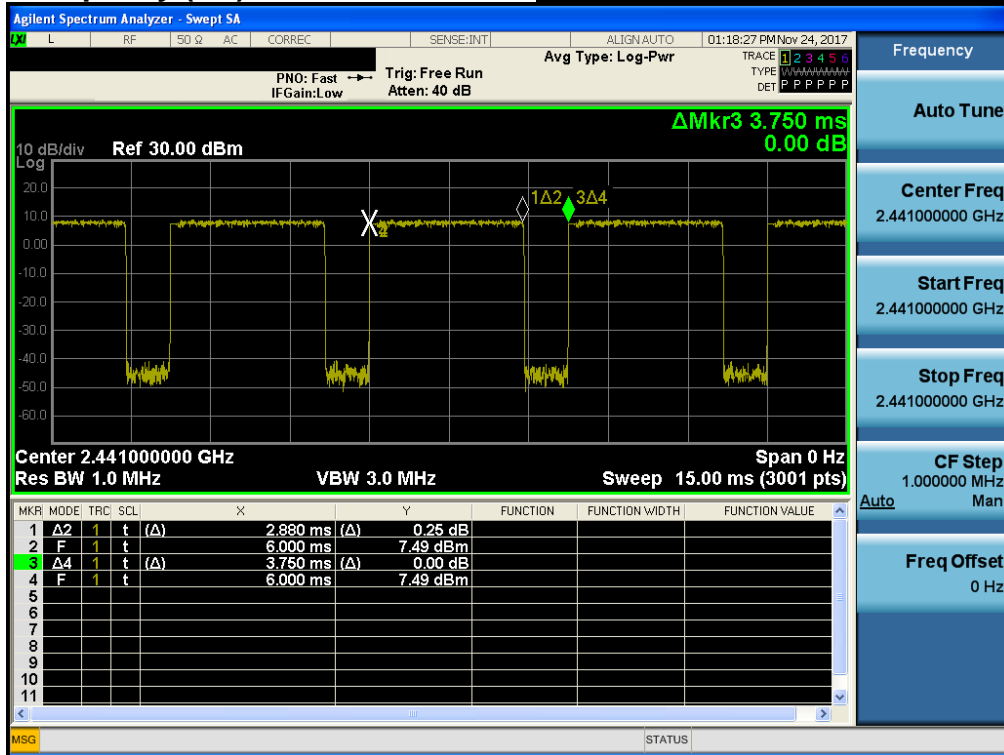 Agilent Spectrum Analyzer - Swept SA
LXI L RF 50 Ω AC CORREC SENSE:INT ALIGN AUTO 01:18:27 PM Nov 24, 2017
Frequency
Avg Type: Log-Pwr
TRACE 1 2 3 4 5 6
PNO: Fast Trig: Free Run
TYPE WWWWWW
IFGain:Low Atten: 40 dB
DET P P P P P P
Auto Tune
ΔMkr3 3.750 ms
0.00 dB
10 dB/div Ref 30.00 dBm
Log
20.0
10.0
0.00
-10.0
-20.0
-30.0
-40.0
-50.0
-60.0
1Δ2 3Δ4
X
Center Freq
2.441000000 GHz
Start Freq
2.441000000 GHz
Stop Freq
2.441000000 GHz
Center 2.441000000 GHz Span 0 Hz
Res BW 1.0 MHz VBW 3.0 MHz Sweep 15.00 ms (3001 pts)
CF Step
1.000000 MHz
Auto Man
Freq Offset
0 Hz
MKR MODE TRC SCL X Y FUNCTION FUNCTION WIDTH FUNCTION VALUE
1 Δ2 1 t (Δ) 2.880 ms (Δ) 0.25 dB
2 F 1 t 6.000 ms 7.49 dBm
3 Δ4 1 t (Δ) 3.750 ms (Δ) 0.00 dB
4 F 1 t 6.000 ms 7.49 dBm
5
6
7
8
9
10
11
MSG STATUS